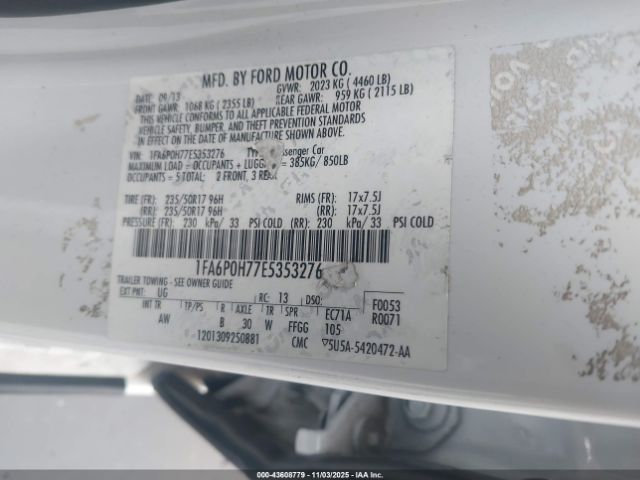 MFD. BY FORD MOTOR CO.
DATE: 09/13 GVWR: 2023 KG ( 4460 LB)
FRONT GAWR: 1068 KG ( 2355 LB) REAR GAWR: 959 KG ( 2115 LB)
THIS VEHICLE CONFORMS TO ALL APPLICABLE FEDERAL MOTOR
VEHICLE SAFETY, BUMPER, AND THEFT PREVENTION STANDARDS
IN EFFECT ON THE DATE OF MANUFACTURE SHOWN ABOVE.
VIN: 1FA6P0H77E5353276 senger Car
MAXIMUM LOAD = OCCUPANTS + = 385KG/ 850LB
OCCUPANTS = 5 TOTAL: 2 FRONT, 3
TIRE (FR): 235/50R17 96H RIMS (FR): 17x7.5J
(RR): 235/50R17 96H (RR): 17x7.5J
PRESSURE (FR): 230 kPa/ 33 PSI COLD (RR): 230 kPa/ 33 PSI COLD
1FA6P0H77E5353276
TRAILER TOWING - SEE OWNER GUIDE
EXT PNT: UG RC: 13 DSO: F0053
INT TR TP/PS R AXLE TR SPR EC71A R0071
AW B 30 W FFGG 105
1201309250881 CMC ▽5U5A-5420472-AA
© 2000-43608779 11/03/2025 IAA Inc.